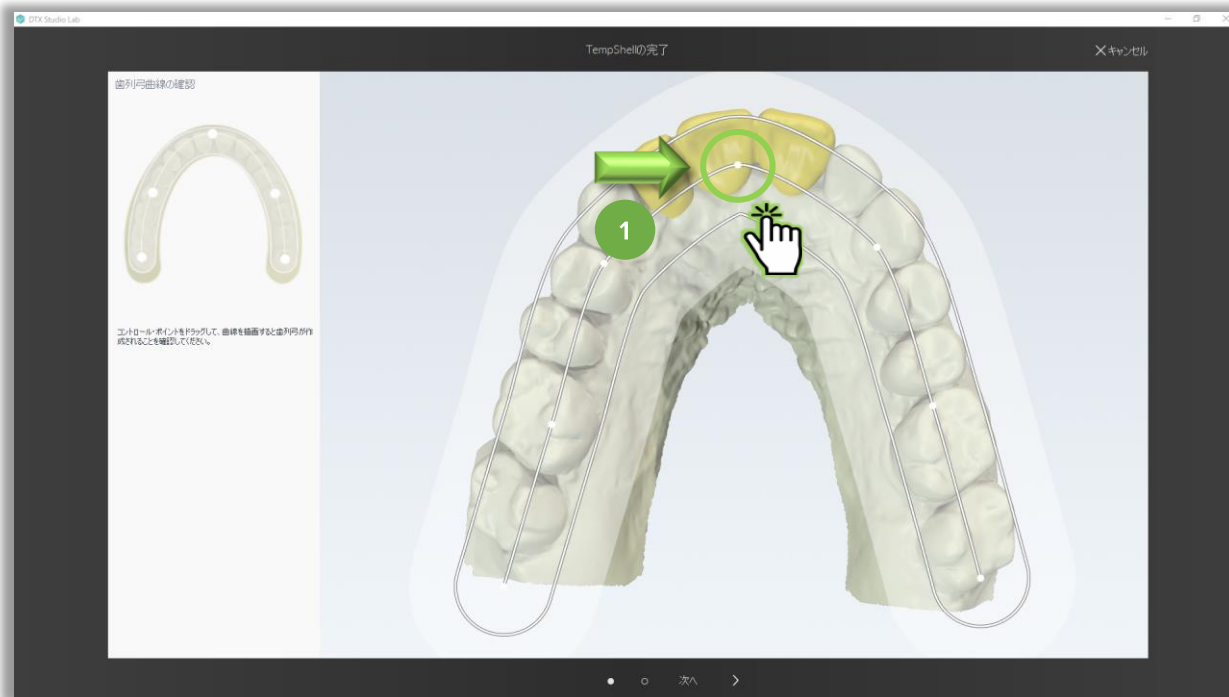 DTX Studio Lab
TempShellの完了
キャンセル
歯列弓曲線の確認
コントロール・ポイントをドラッグして、曲線を描画すると歯列弓が作
成されることを確認してください。
1
次へ